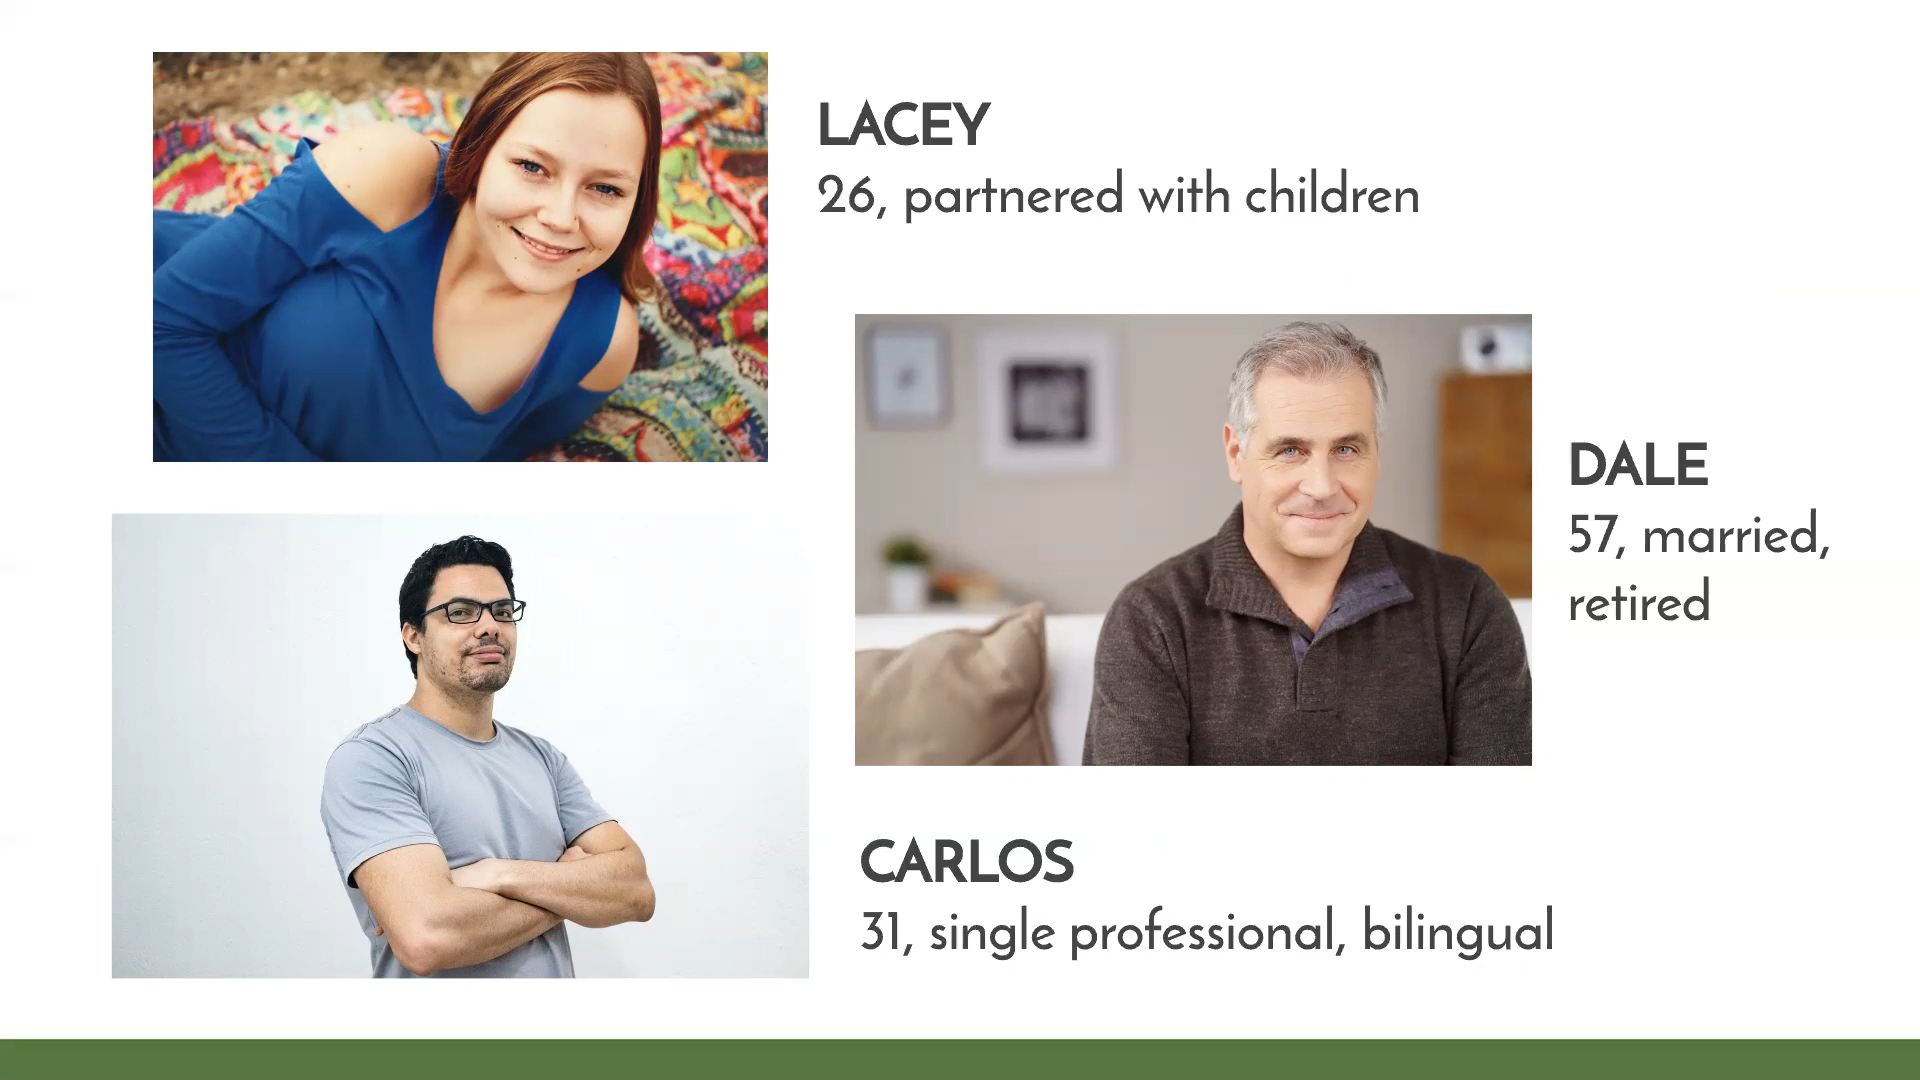 LACEY
26, partnered with children
DALE
57, married,
retired
CARLOS
31, single professional, bilingual